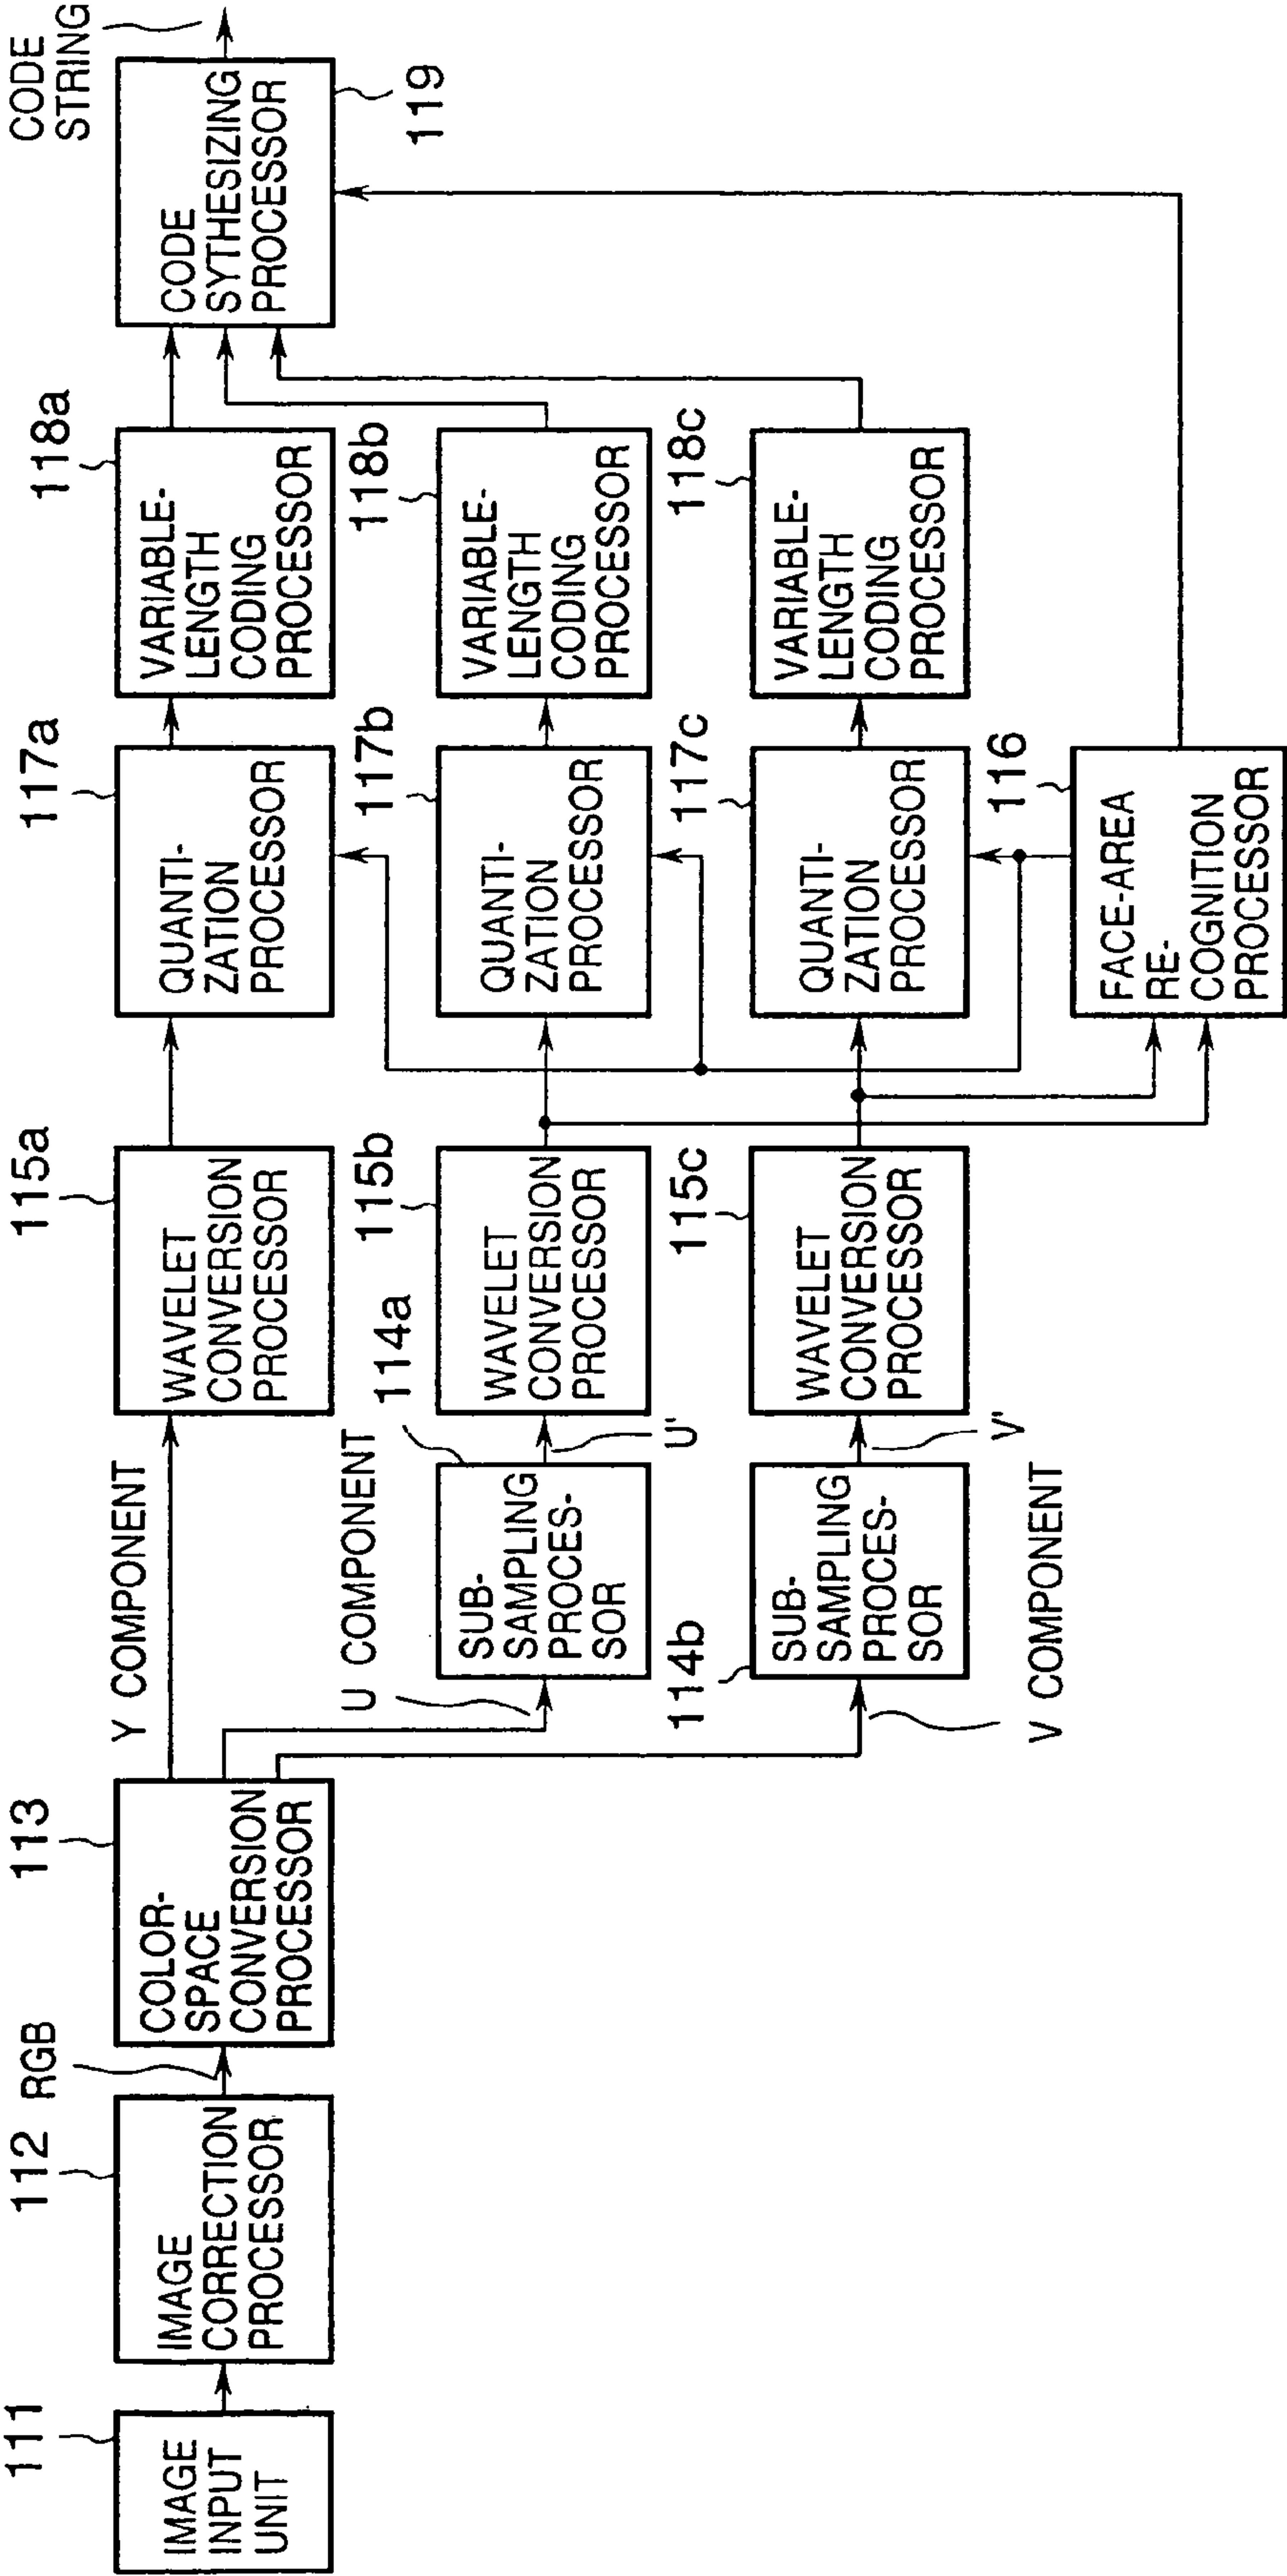 111
IMAGE
INPUT
UNIT
112
IMAGE
CORRECTION
PROCESSOR
RGB
113
COLOR-
SPACE
CONVERSION
PROCESSOR
Y COMPONENT
U COMPONENT
V COMPONENT
114a
SUB-
SAMPLING
PROCES-
SOR
U'
114b
SUB-
SAMPLING
PROCES-
SOR
V'
115a
WAVELET
CONVERSION
PROCESSOR
115b
WAVELET
CONVERSION
PROCESSOR
115c
WAVELET
CONVERSION
PROCESSOR
117a
QUANTI-
ZATION
PROCESSOR
117b
QUANTI-
ZATION
PROCESSOR
117c
QUANTI-
ZATION
PROCESSOR
116
FACE-AREA
RE-
COGNITION
PROCESSOR
118a
VARIABLE-
LENGTH
CODING
PROCESSOR
118b
VARIABLE-
LENGTH
CODING
PROCESSOR
118c
VARIABLE-
LENGTH
CODING
PROCESSOR
CODE
SYTHESIZING
PROCESSOR
119
CODE
STRING